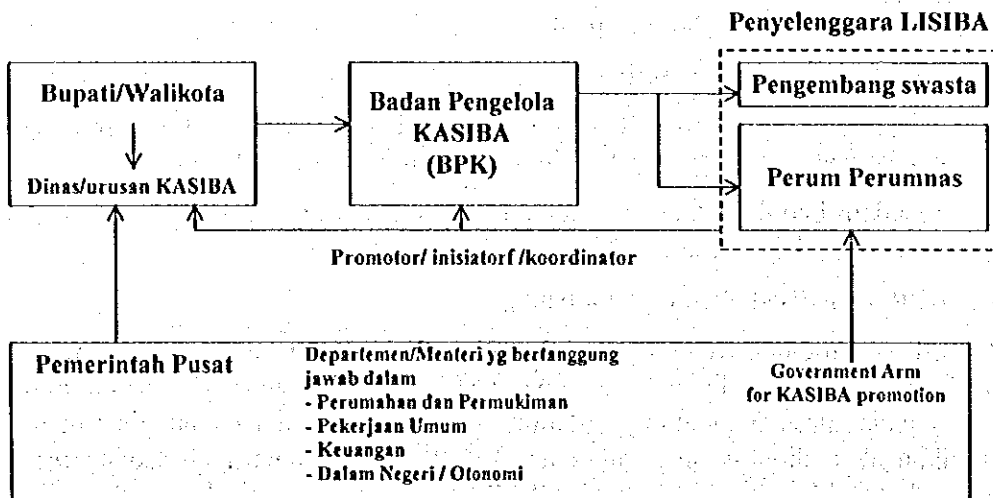 Penyelenggara LISIBA
Bupati/Walikota
Dinas/urusan KASIBA
Badan Pengelola
KASIBA
(BPK)
Pengembang swasta
Perum Perumnas
Promotor/ inisiatorf /koordinator
Pemerintah Pusat
Departemen/Menteri yg bertanggung
jawab dalam
- Perumahan dan Permukiman
- Pekerjaan Umum
- Keuangan
- Dalam Negeri / Otonomi
Government Arm
for KASIBA promotion